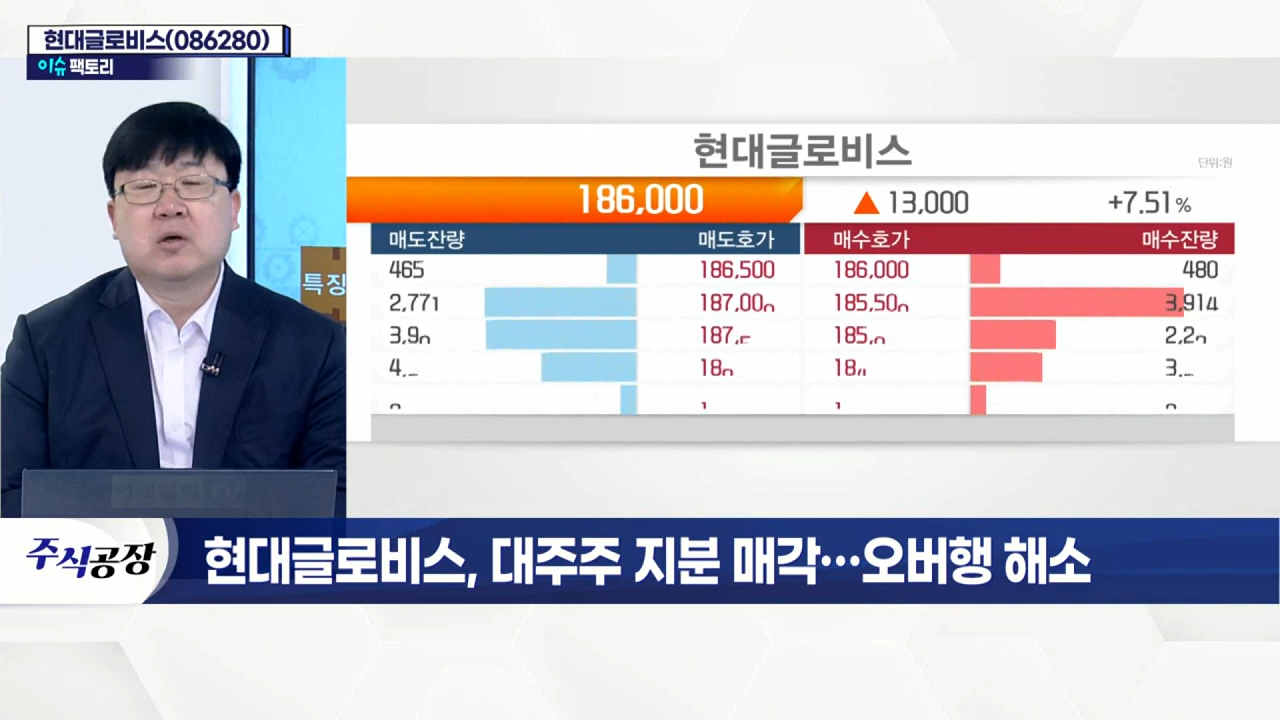 현대글로비스(086280)
이슈 팩토리
특징
현대글로비스
단위:원
186,000 ▲ 13,000 +7.51%
매도잔량 매도호가 매수호가 매수잔량
465 186,500 186,000 480
2,771 187,000 185,500 3,914
주식공장
현대글로비스, 대주주 지분 매각…오버행 해소